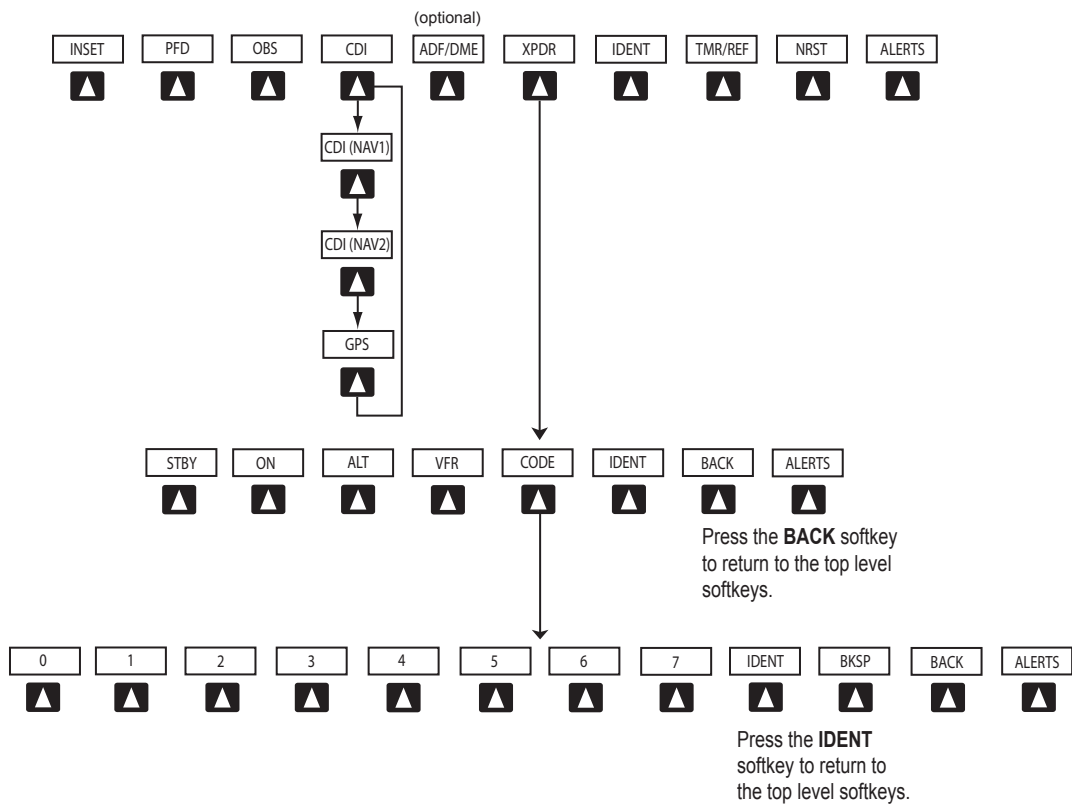 (optional)
INSET PFD OBS CDI ADF/DME XPDR IDENT TMR/REF NRST ALERTS
CDI (NAV1)
CDI (NAV2)
GPS
STBY ON ALT VFR CODE IDENT BACK ALERTS
Press the BACK softkey
to return to the top level
softkeys.
0 1 2 3 4 5 6 7 IDENT BKSP BACK ALERTS
Press the IDENT
softkey to return to
the top level softkeys.